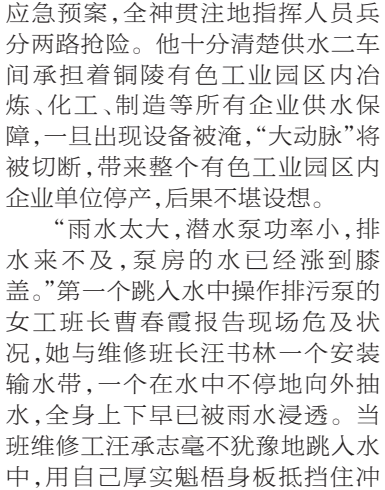 应急预案，全神贯注地指挥人员兵
分两路抢险。他十分清楚供水二车
间承担着铜陵有色工业园区内冶
炼、化工、制造等所有企业供水保
障，一旦出现设备被淹，“大动脉”将
被切断，带来整个有色工业园区内
企业单位停产，后果不堪设想。
“雨水太大，潜水泵功率小，排
水来不及，泵房的水已经涨到膝
盖。”第一个跳入水中操作排污泵的
女工班长曹春霞报告现场危及状
况，她与维修班长汪书林一个安装
输水带，一个在水中不停地向外抽
水，全身上下早已被雨水浸透。当
班维修工汪承志毫不犹豫地跳入水
中，用自己厚实魁梧身板抵挡住冲